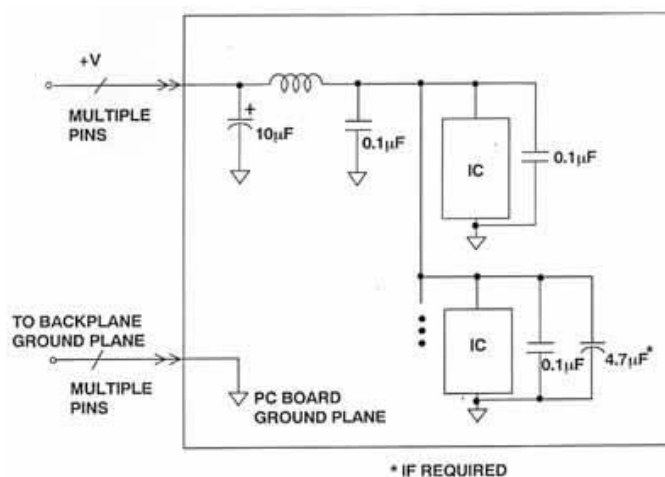 +V
MULTIPLE
PINS
+
10µF
0.1µF
IC
0.1µF
TO BACKPLANE
GROUND PLANE
MULTIPLE
PINS
PC BOARD
GROUND PLANE
IC
0.1µF
4.7µF*
* IF REQUIRED